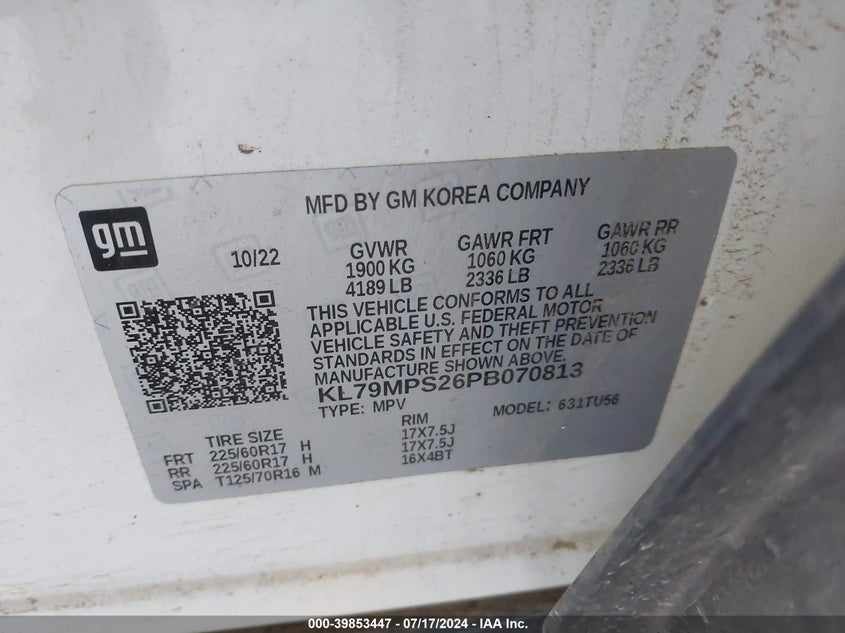 MFD BY GM KOREA COMPANY
gm
10/22
GVWR GAWR FRT GAWR RR
1900 KG 1060 KG 1060 KG
4189 LB 2336 LB 2336 LB
THIS VEHICLE CONFORMS TO ALL
APPLICABLE U.S. FEDERAL MOTOR
VEHICLE SAFETY AND THEFT PREVENTION
STANDARDS IN EFFECT ON THE DATE OF
MANUFACTURE SHOWN ABOVE.
KL79MPS26PB070813
TYPE: MPV MODEL: 631TU56
TIRE SIZE RIM
FRT 225/60R17 H 17X7.5J
RR 225/60R17 H 17X7.5J
SPA T125/70R16 M 16X4BT
000-39853447 - 07/17/2024 - IAA Inc.